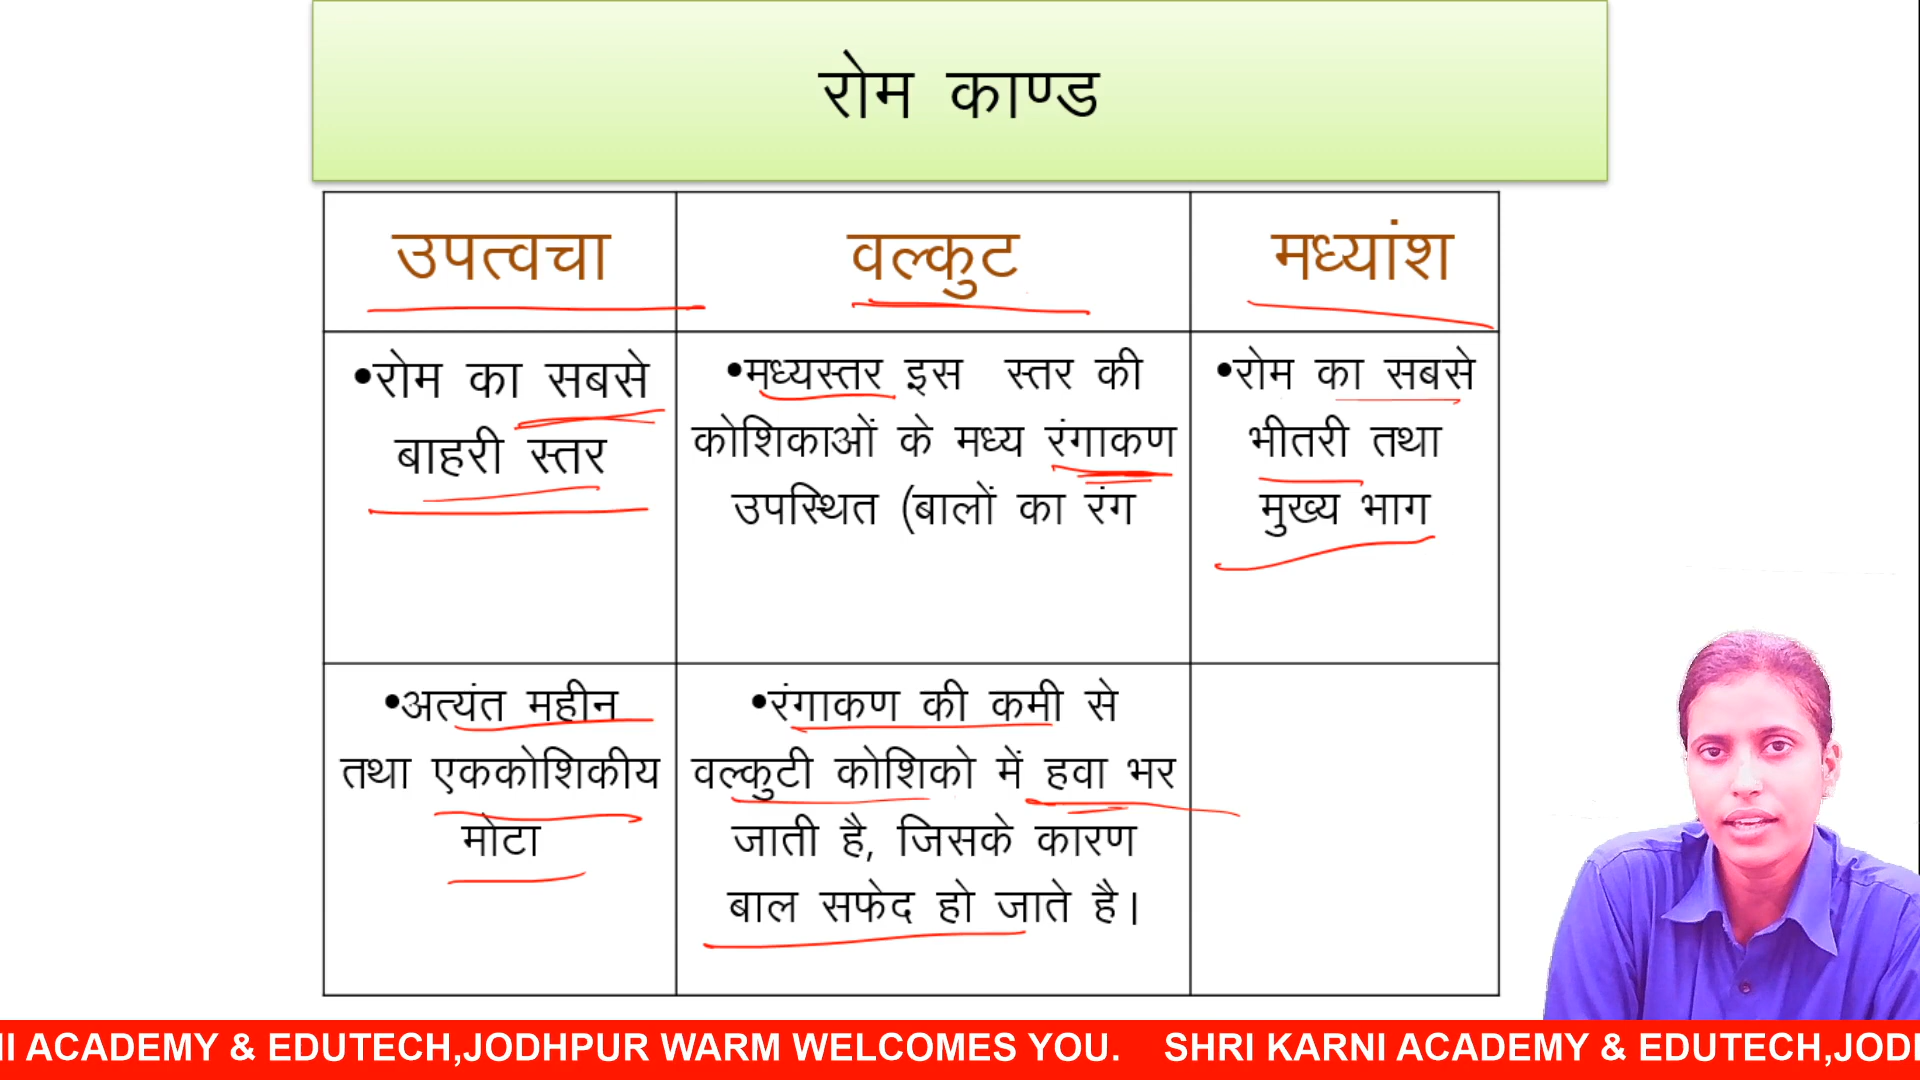 रोम काण्ड
उपत्वचा
वल्कुट
मध्यांश
•रोम का सबसे
बाहरी स्तर
•मध्यस्तर इस स्तर की
कोशिकाओं के मध्य रंगाकण
उपस्थित (बालों का रंग
•रोम का सबसे
भीतरी तथा
मुख्य भाग
•अत्यंत महीन
तथा एककोशिकीय
मोटा
•रंगाकण की कमी से
वल्कुटी कोशिको में हवा भर
जाती है, जिसके कारण
बाल सफेद हो जाते है।
ACADEMY & EDUTECH,JODHPUR WARM WELCOMES YOU. SHRI KARNI ACADEMY & EDUTECH,JOD